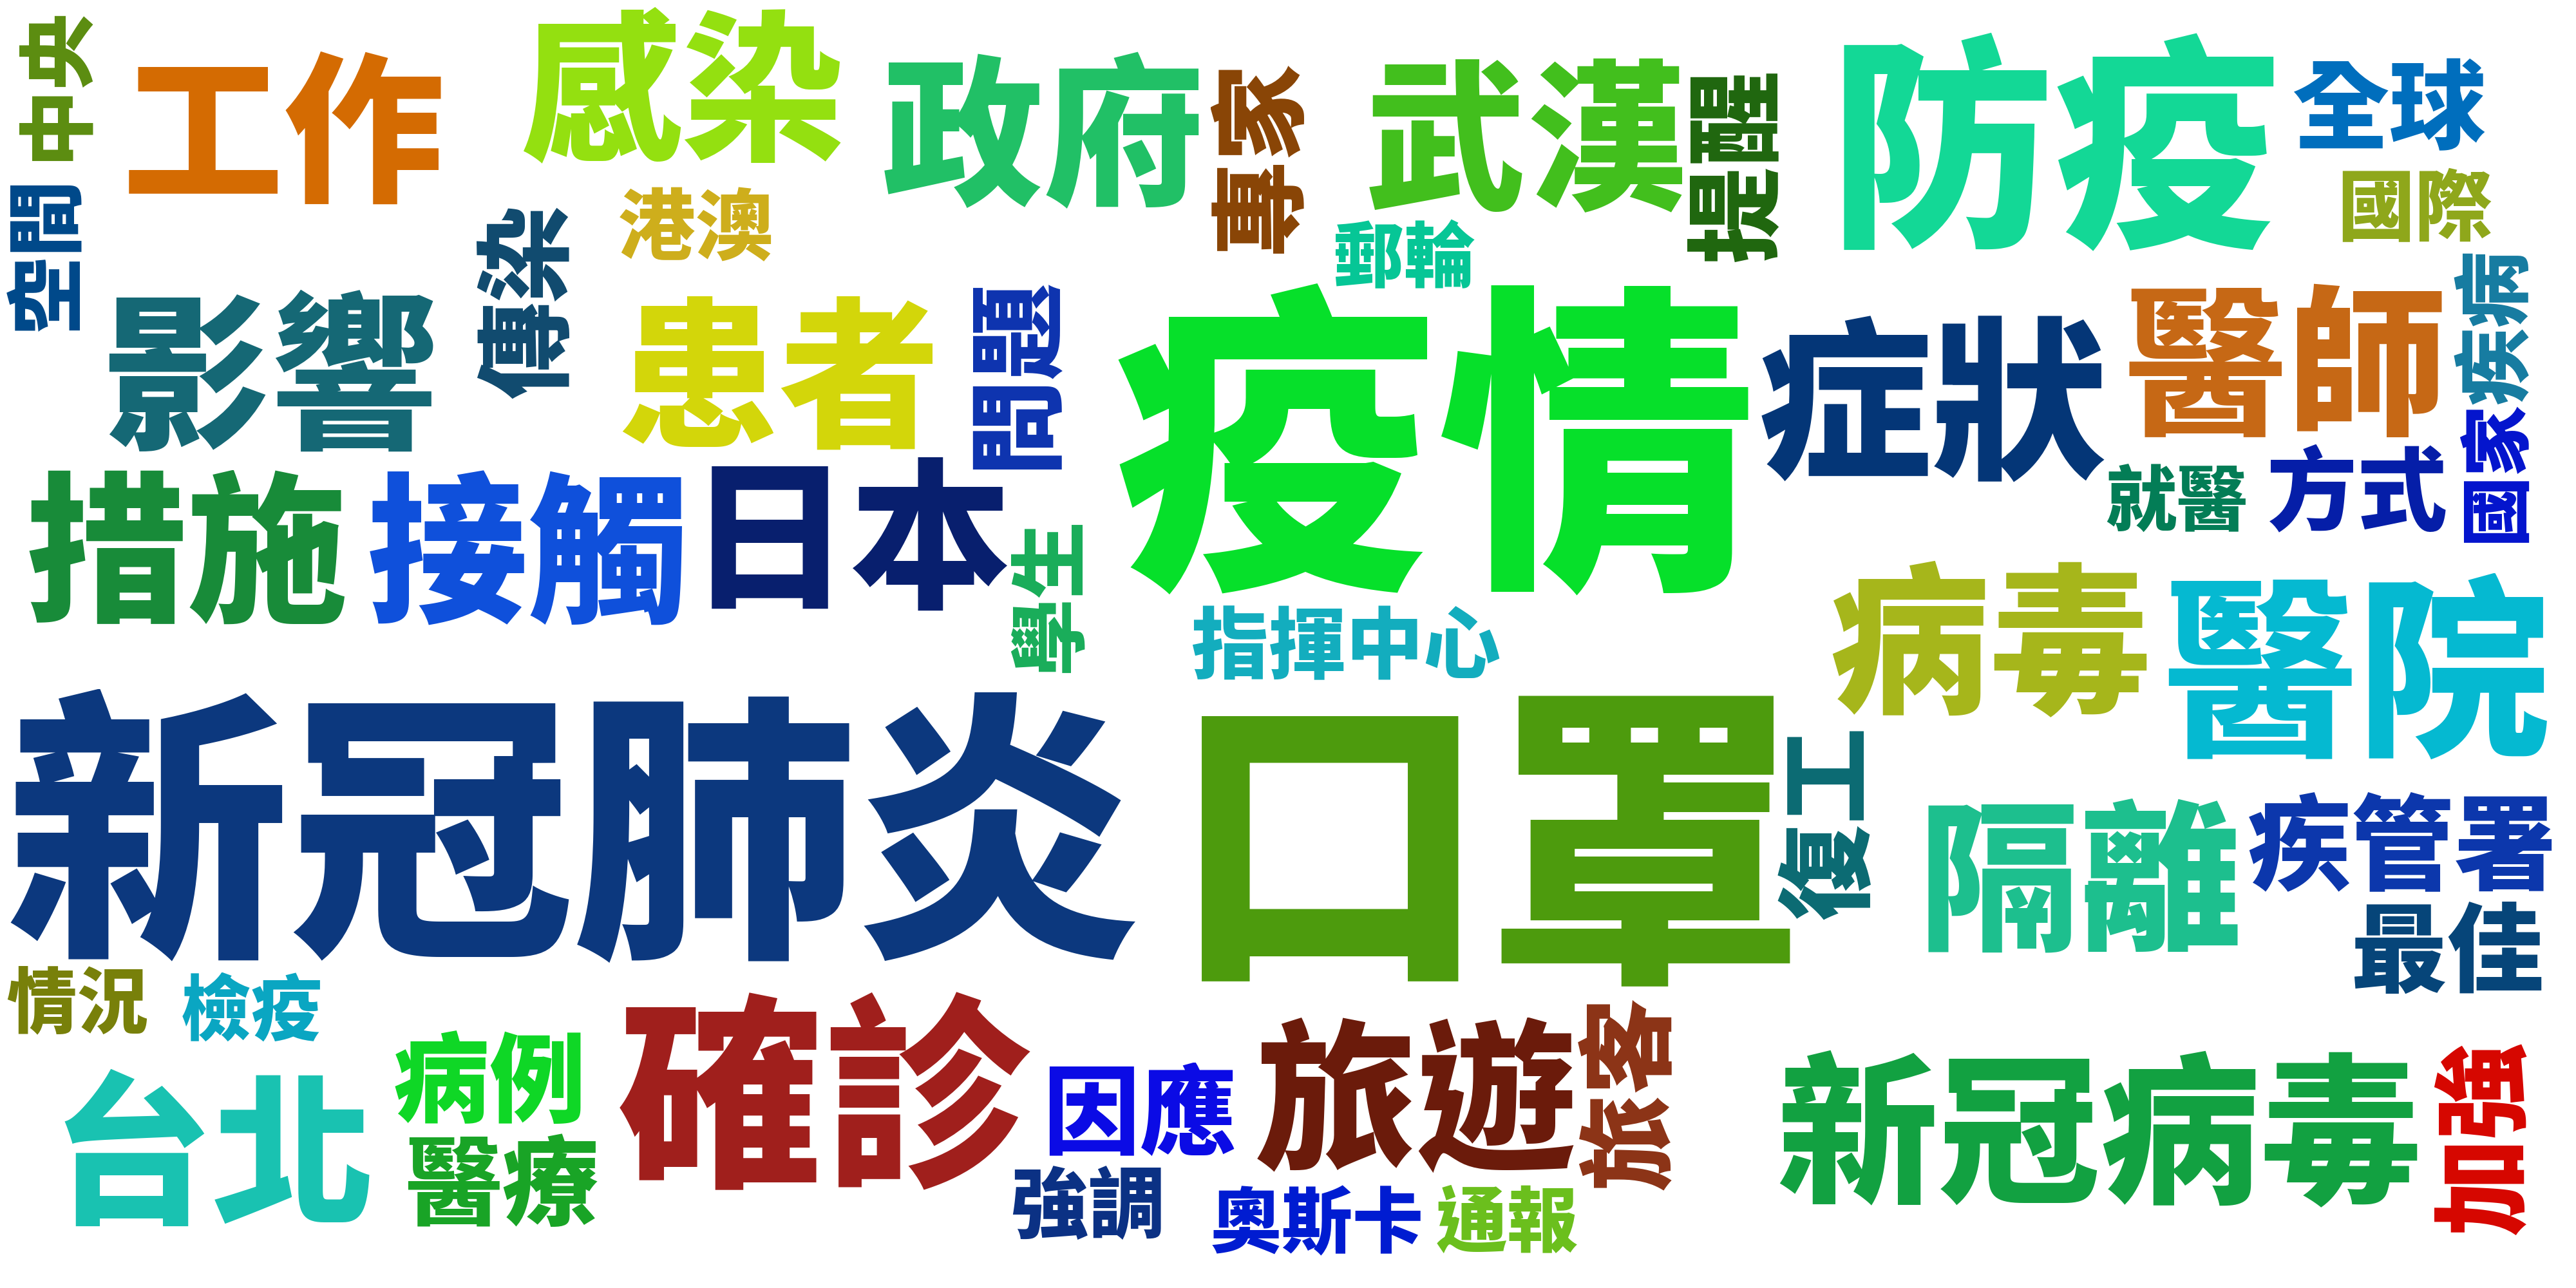 中央
工作
感染
政府
專家
武漢
提醒
防疫
全球
空間
傳染
港澳
郵輪
國際
影響
患者
問題
疫情
症狀
醫師
疾病
措施
接觸
日本
學生
就醫
方式
國家
指揮中心
病毒
醫院
新冠肺炎
口罩
復工
隔離
疾管署
最佳
情況
檢疫
病例
確診
因應
旅遊
旅客
新冠病毒
加強
台北
醫療
強調
奧斯卡
通報